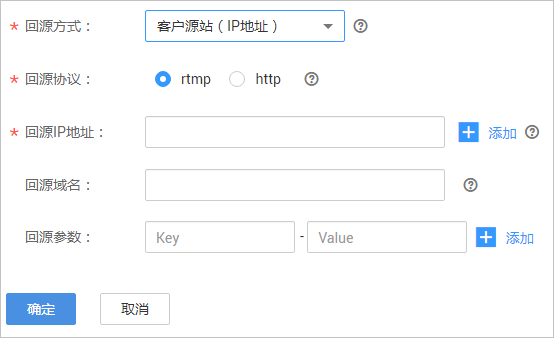 * 回源方式： 客户源站（IP地址） ?
* 回源协议： rtmp http ?
* 回源IP地址： + 添加 ?
回源域名： ?
回源参数： Key - Value + 添加
确定 取消